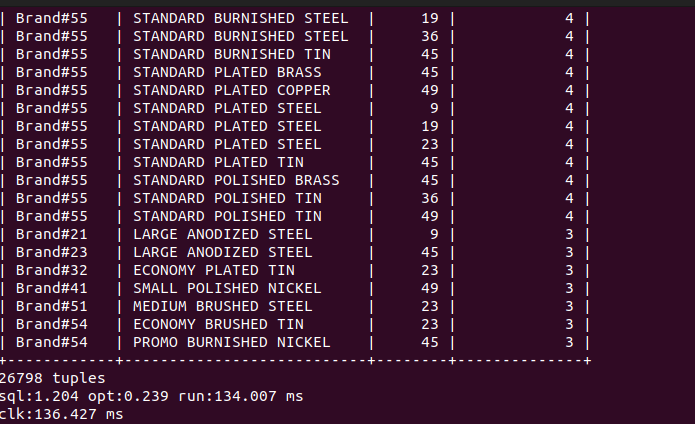 | Brand#55   | STANDARD BURNISHED STEEL  |     19 |            4 |
| Brand#55   | STANDARD BURNISHED STEEL  |     36 |            4 |
| Brand#55   | STANDARD BURNISHED TIN    |     45 |            4 |
| Brand#55   | STANDARD PLATED BRASS     |     45 |            4 |
| Brand#55   | STANDARD PLATED COPPER    |     49 |            4 |
| Brand#55   | STANDARD PLATED STEEL     |      9 |            4 |
| Brand#55   | STANDARD PLATED STEEL     |     19 |            4 |
| Brand#55   | STANDARD PLATED STEEL     |     23 |            4 |
| Brand#55   | STANDARD PLATED TIN       |     45 |            4 |
| Brand#55   | STANDARD POLISHED BRASS   |     45 |            4 |
| Brand#55   | STANDARD POLISHED TIN     |     36 |            4 |
| Brand#55   | STANDARD POLISHED TIN     |     49 |            4 |
| Brand#21   | LARGE ANODIZED STEEL      |      9 |            3 |
| Brand#23   | LARGE ANODIZED STEEL      |     45 |            3 |
| Brand#32   | ECONOMY PLATED TIN        |     23 |            3 |
| Brand#41   | SMALL POLISHED NICKEL     |     49 |            3 |
| Brand#51   | MEDIUM BRUSHED STEEL      |     23 |            3 |
| Brand#54   | ECONOMY BRUSHED TIN       |     23 |            3 |
| Brand#54   | PROMO BURNISHED NICKEL    |     45 |            3 |
+------------+---------------------------+--------+--------------+
26798 tuples
sql:1.204 opt:0.239 run:134.007 ms
clk:136.427 ms